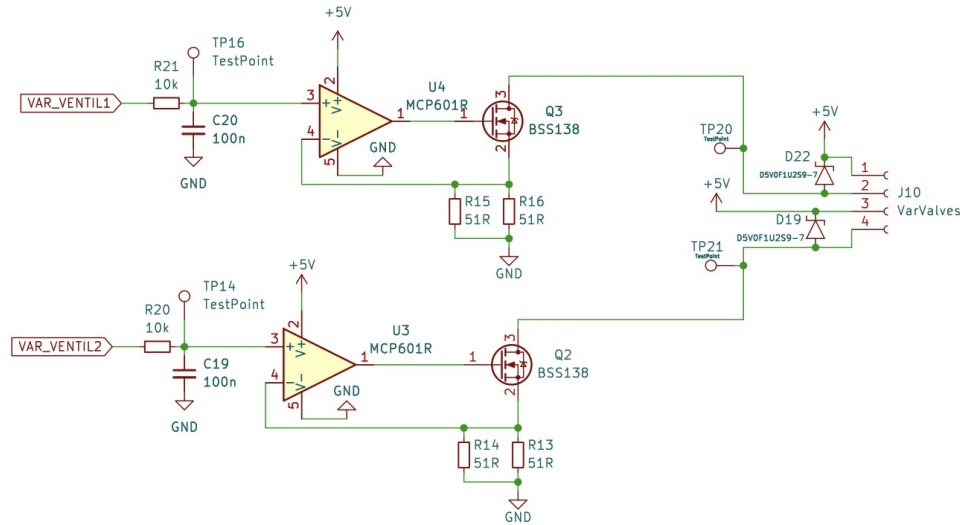 +5V
TP16
TestPoint
R21
10k
VAR_VENTIL1
C20
100n
GND
3
4
+
-
V+
V-
2
5
1
U4
MCP601R
GND
1
3
2
Q3
BSS138
R15
51R
R16
51R
GND
TP20
TestPoint
+5V
D22
D5V0F1U2S9-7
+5V
D19
D5V0F1U2S9-7
1
2
3
4
J10
VarValves
TP21
TestPoint
+5V
TP14
TestPoint
R20
10k
VAR_VENTIL2
C19
100n
GND
3
4
+
-
V+
V-
2
5
1
U3
MCP601R
GND
1
3
2
Q2
BSS138
R14
51R
R13
51R
GND